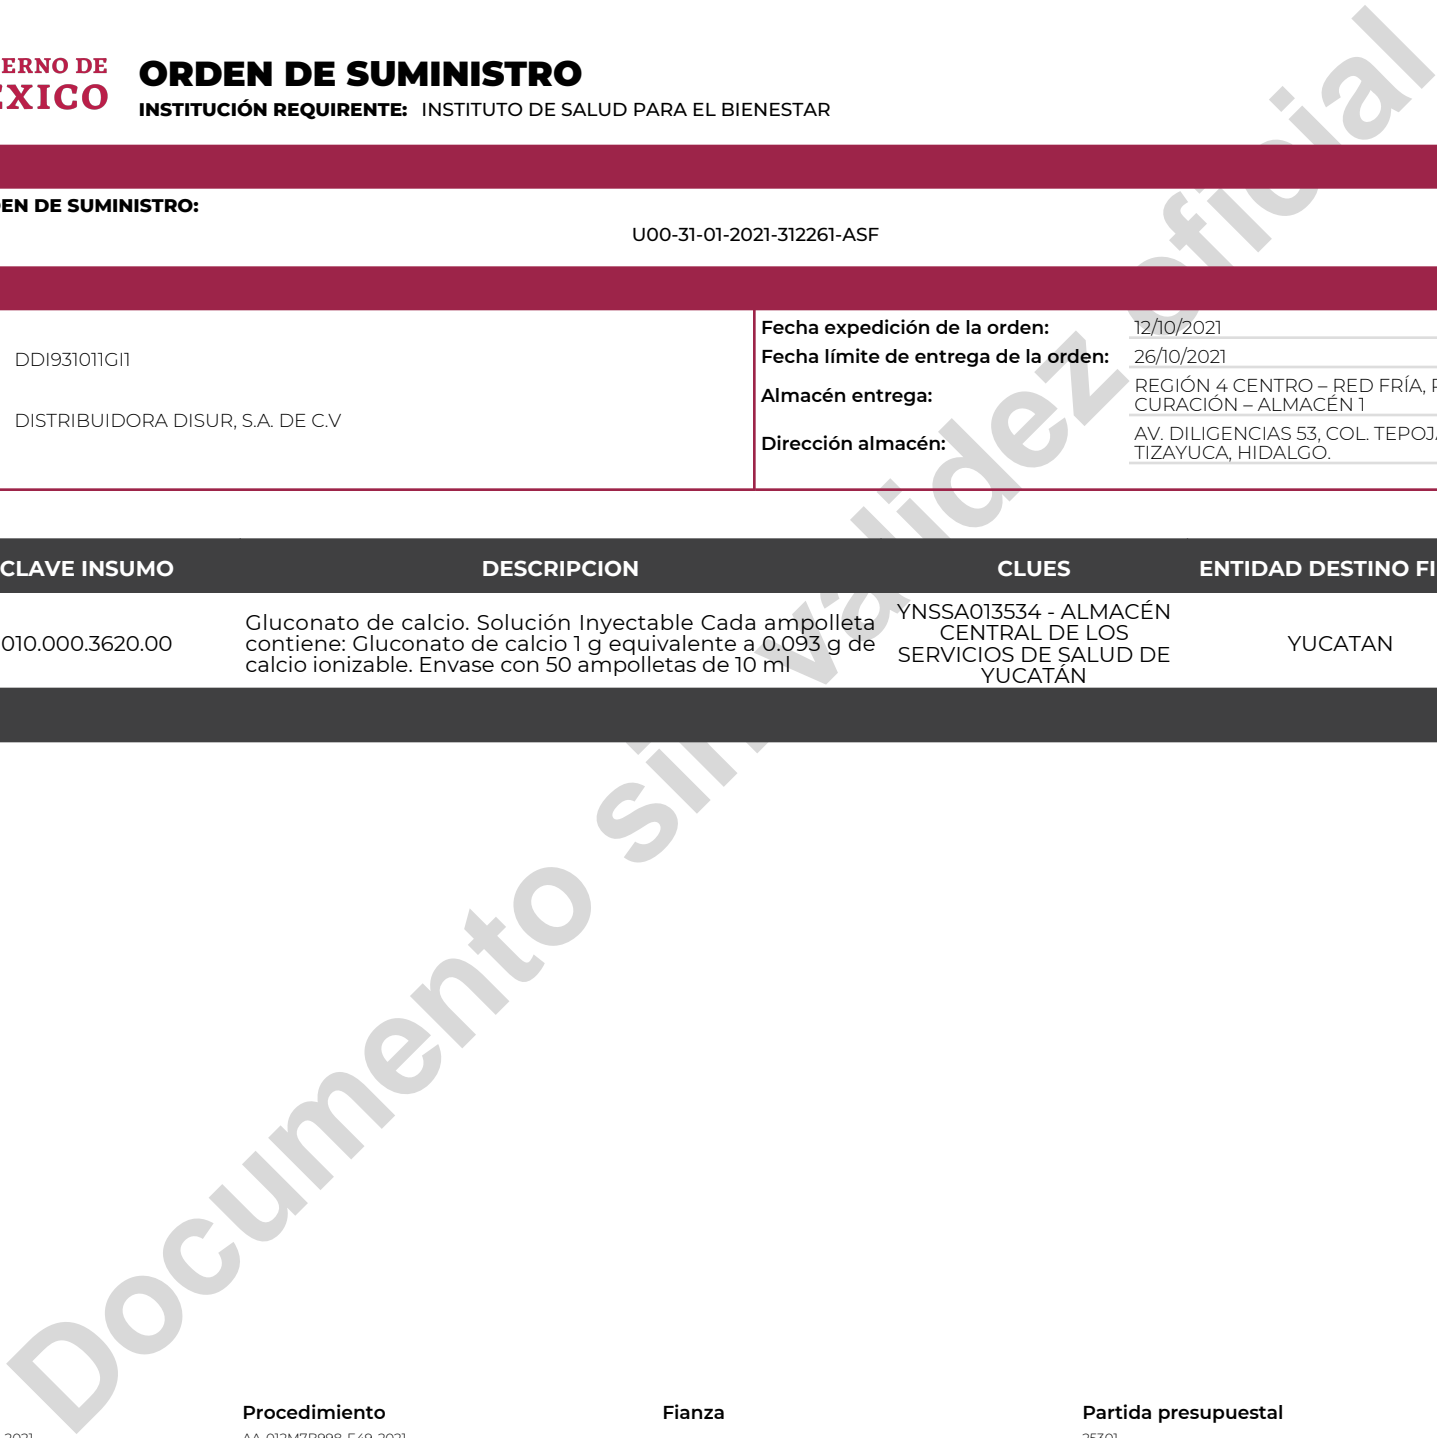 ERNO DE
EXICO
ORDEN DE SUMINISTRO
INSTITUCIÓN REQUIRENTE: INSTITUTO DE SALUD PARA EL BIENESTAR
EN DE SUMINISTRO:
U00-31-01-2021-312261-ASF
DDI931011GI1
DISTRIBUIDORA DISUR, S.A. DE C.V
Fecha expedición de la orden: 12/10/2021
Fecha límite de entrega de la orden: 26/10/2021
Almacén entrega: REGIÓN 4 CENTRO – RED FRÍA,
CURACIÓN – ALMACÉN 1
Dirección almacén: AV. DILIGENCIAS 53, COL. TEPOJ
TIZAYUCA, HIDALGO.
CLAVE INSUMO DESCRIPCION CLUES ENTIDAD DESTINO FI
010.000.3620.00
Gluconato de calcio. Solución Inyectable Cada ampolleta
contiene: Gluconato de calcio 1 g equivalente a 0.093 g de
calcio ionizable. Envase con 50 ampolletas de 10 ml
YNSSA013534 - ALMACÉN
CENTRAL DE LOS
SERVICIOS DE SALUD DE
YUCATÁN
YUCATAN
Documento sin validez oficial
Procedimiento Fianza Partida presupuestal